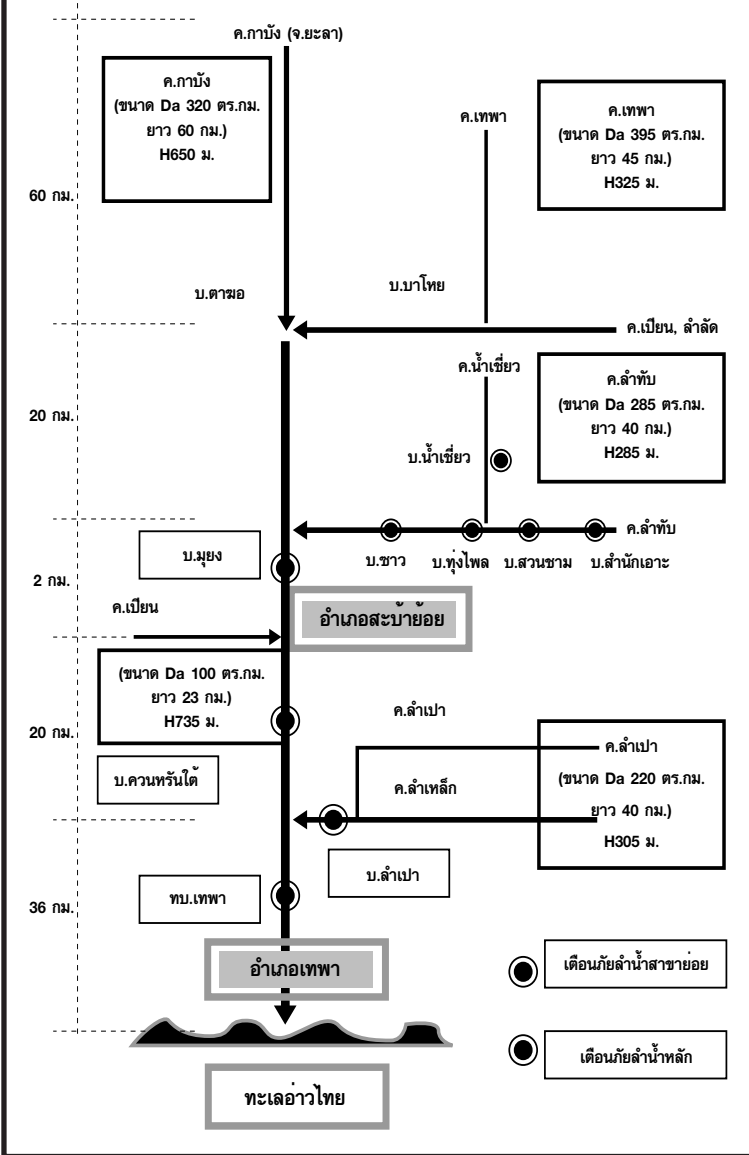 ค.กาบัง (จ.ยะลา)
ค.กาบัง
(ขนาด Da 320 ตร.กม.
ยาว 60 กม.)
H650 ม.
ค.เทพา
ค.เทพา
(ขนาด Da 395 ตร.กม.
ยาว 45 กม.)
H325 ม.
60 กม.
บ.ตาฆอ
บ.บาโหย
ค.เปียน, ลำลัด
ค.น้ำเชี่ยว
ค.ลำทับ
(ขนาด Da 285 ตร.กม.
ยาว 40 กม.)
H285 ม.
20 กม.
บ.น้ำเชี่ยว
ค.ลำทับ
บ.มุยง
บ.ชาว
บ.ทุ่งไพล
บ.สวนชาม
บ.สำนักเอาะ
2 กม.
ค.เปียน
อำเภอสะบ้าย้อย
(ขนาด Da 100 ตร.กม.
ยาว 23 กม.)
H735 ม.
20 กม.
ค.ลำเปา
ค.ลำเปา
(ขนาด Da 220 ตร.กม.
ยาว 40 กม.)
H305 ม.
บ.ควนหรันใต้
ค.ลำเหล็ก
บ.ลำเปา
36 กม.
ทบ.เทพา
อำเภอเทพา
เตือนภัยลำน้ำสาขาย่อย
เตือนภัยลำน้ำหลัก
ทะเลอ่าวไทย